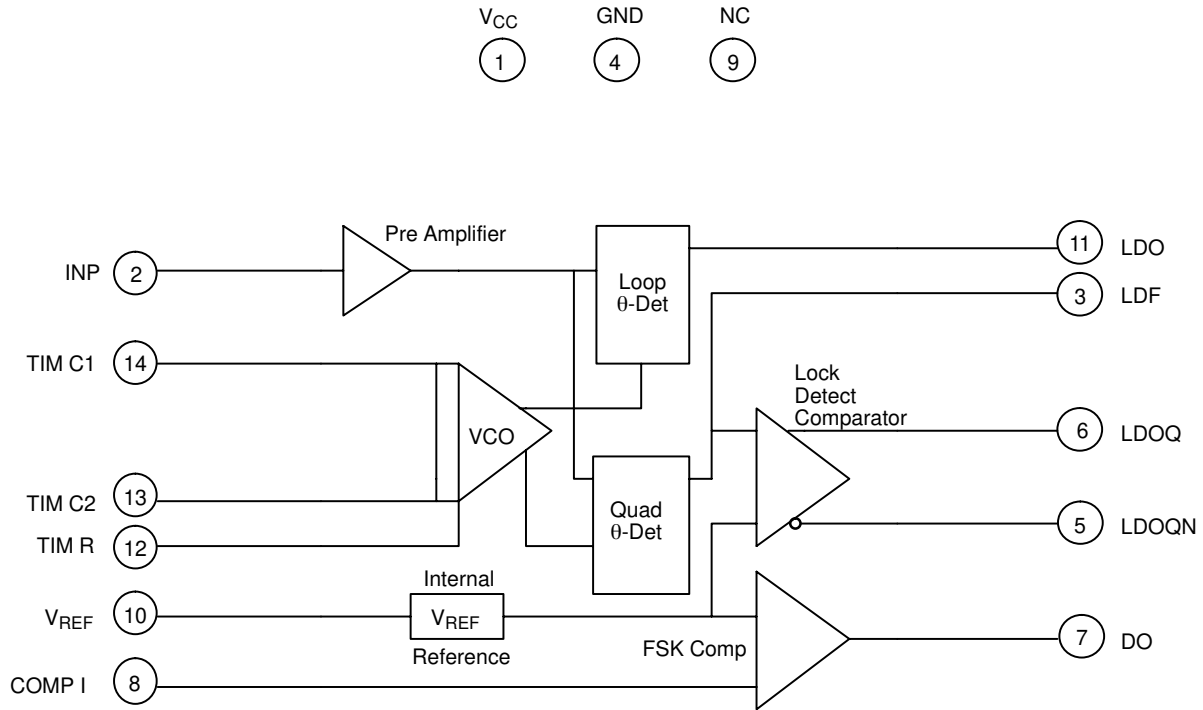 VCC GND NC
1 4 9
Pre Amplifier
INP 2
Loop
θ-Det
11 LDO
3 LDF
TIM C1 14
VCO
Lock
Detect
Comparator
6 LDOQ
TIM C2 13
TIM R 12
Quad
θ-Det
5 LDOQN
Internal
VREF 10
VREF
Reference
FSK Comp
7 DO
COMP I 8